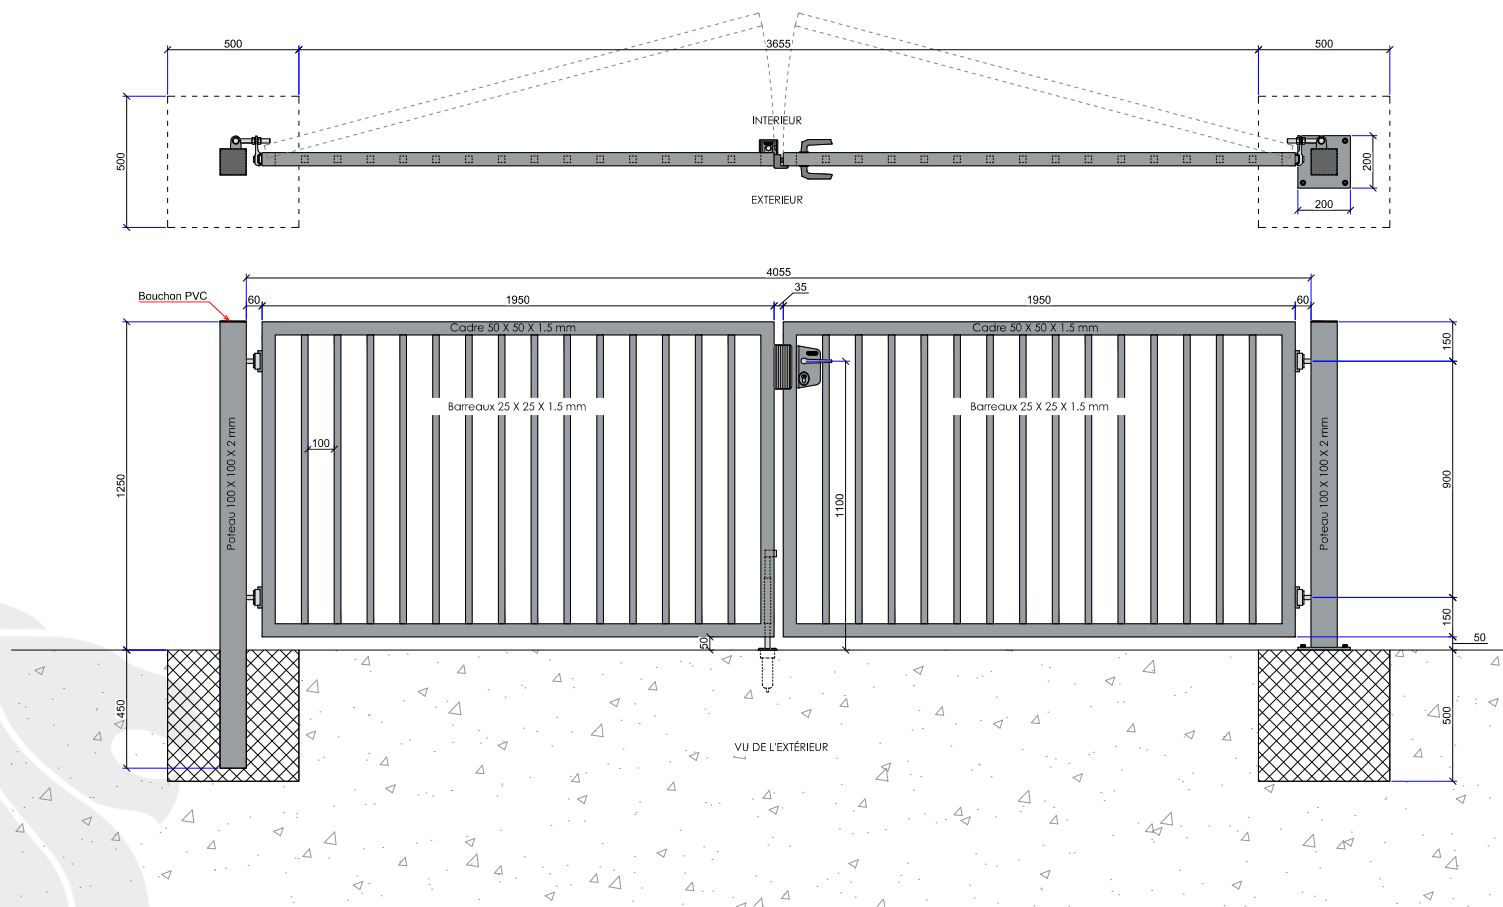 500
3655
500
INTERIEUR
500
200
EXTERIEUR
200
4055
Bouchon PVC
60
1950
35
1950
60
Cadre 50 X 50 X 1.5 mm
Cadre 50 X 50 X 1.5 mm
150
Barreaux 25 X 25 X 1.5 mm
Barreaux 25 X 25 X 1.5 mm
100
Poteau 100 X 100 X 2 mm
Poteau 100 X 100 X 2 mm
1250
900
1100
150
50
50
450
500
VU DE L'EXTÉRIEUR